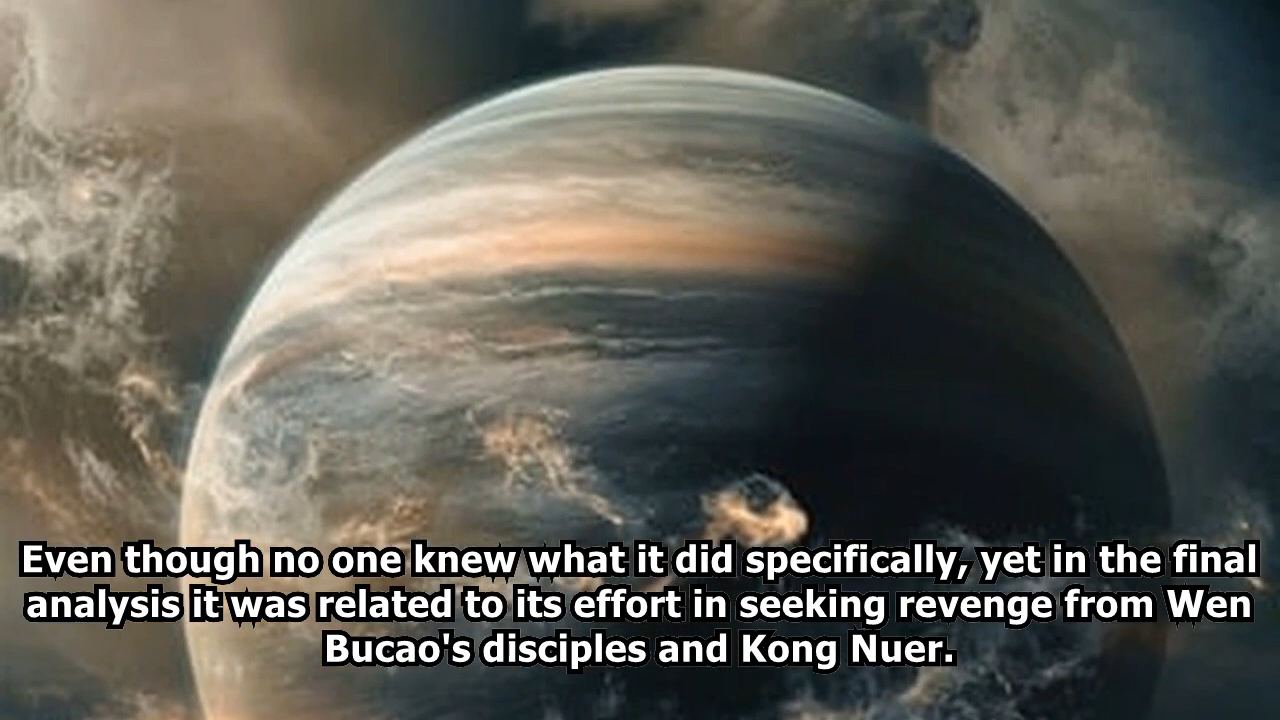 Even though no one knew what it did specifically, yet in the final
analysis it was related to its effort in seeking revenge from Wen
Bucao's disciples and Kong Nuer.